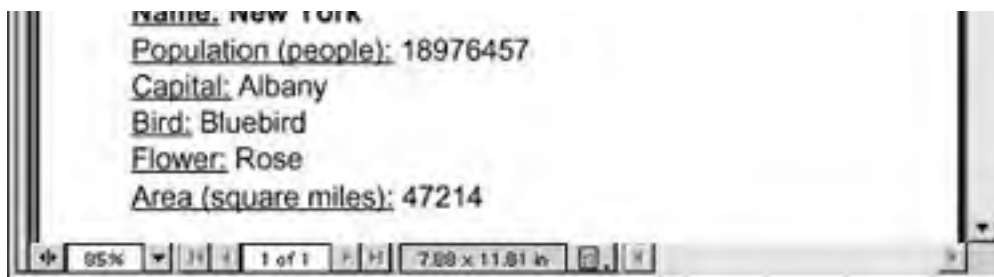 Name: New York
Population (people): 18976457
Capital: Albany
Bird: Bluebird
Flower: Rose
Area (square miles): 47214
85% 1 of 1 7.88 x 11.81 in